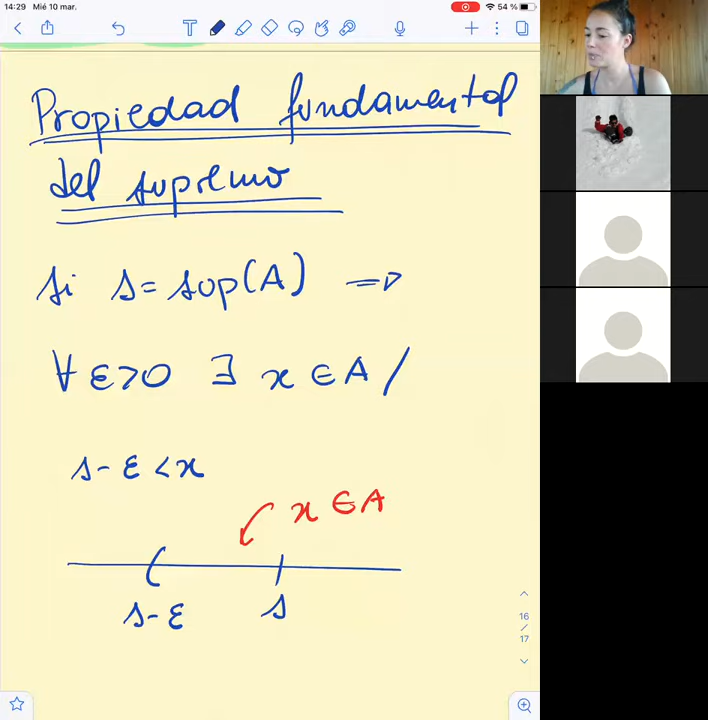 14:29 Mié 10 mar.
54 %
T
Propiedad fundamental
del supremo
si s = sup(A) ⇒
∀ ε>0 ∃ x ∈ A /
s-ε < x
x ∈ A
s-ε s
16
/
17